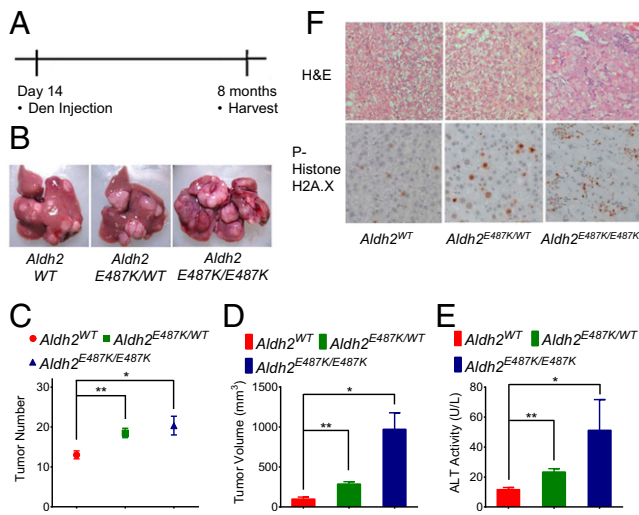 A
Day 14
• Den Injection
8 months
• Harvest
B
Aldh2
WT
Aldh2
E487K/WT
Aldh2
E487K/E487K
F
H&E
P-
Histone
H2A.X
Aldh2WT
Aldh2E487K/WT
Aldh2E487K/E487K
C
Aldh2WT
Aldh2E487K/WT
Aldh2E487K/E487K
Tumor Number
30
20
10
0
**
*
D
Aldh2WT
Aldh2E487K/WT
Aldh2E487K/E487K
Tumor Volume (mm3)
1500
1000
500
0
**
*
E
Aldh2WT
Aldh2E487K/WT
Aldh2E487K/E487K
ALT Activity (U/L)
80
60
40
20
0
**
*